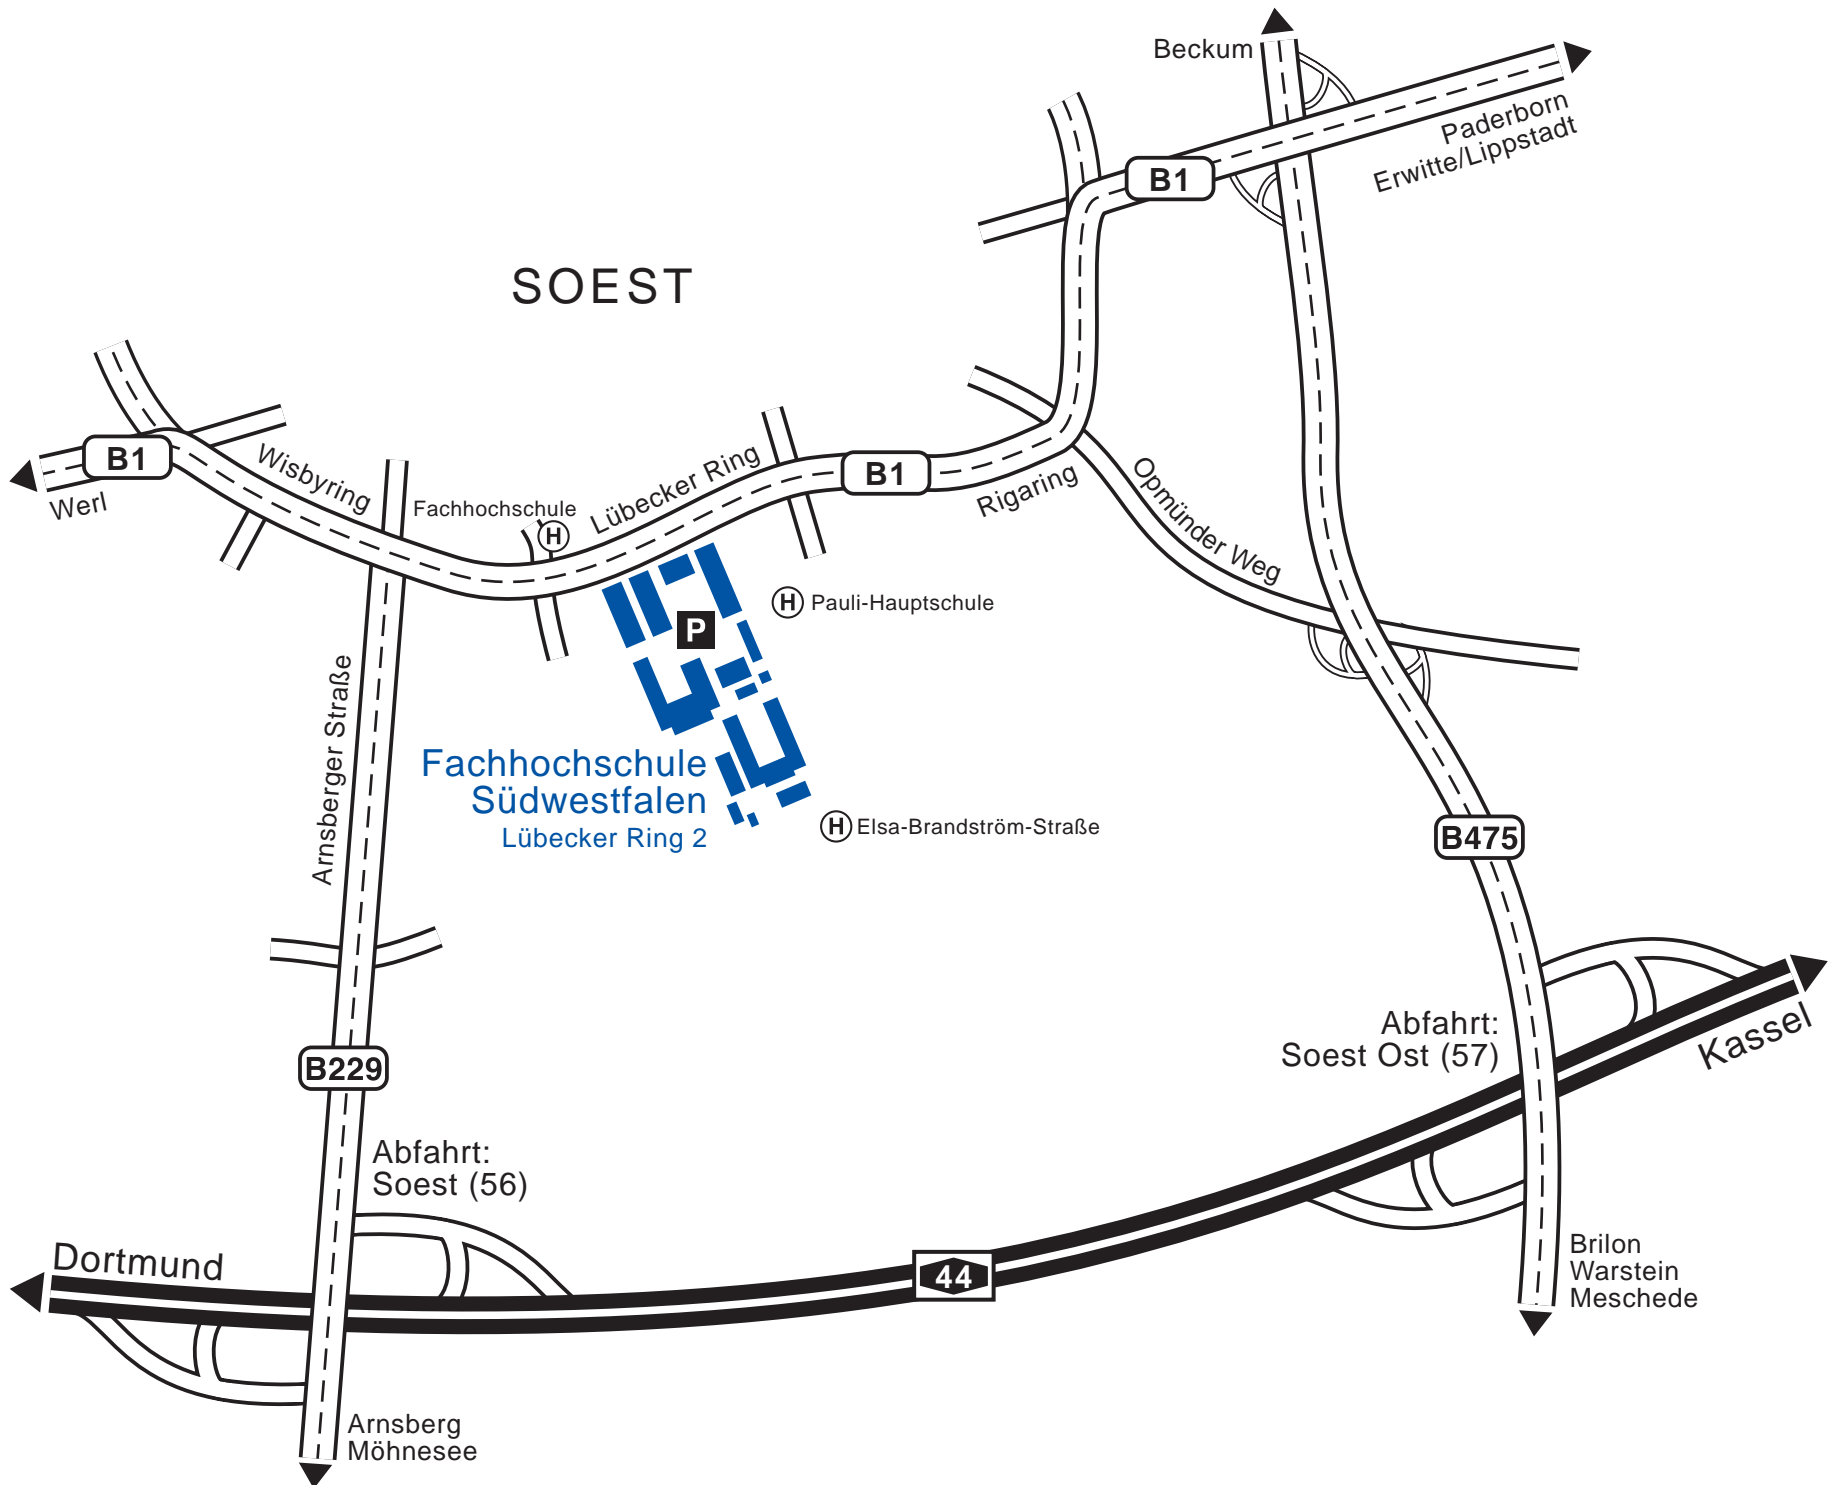 Beckum
Paderborn
Erwitte/Lippstadt
B1
SOEST
B1
Werl
Wisbyring
Fachhochschule
H
Lübecker Ring
B1
Rigaring
Opmünder Weg
H Pauli-Hauptschule
P
Arnsberger Straße
Fachhochschule
Südwestfalen
Lübecker Ring 2
H Elsa-Brandström-Straße
B475
Abfahrt:
Soest Ost (57)
Kassel
B229
Abfahrt:
Soest (56)
Dortmund
44
Brilon
Warstein
Meschede
Arnsberg
Möhnesee